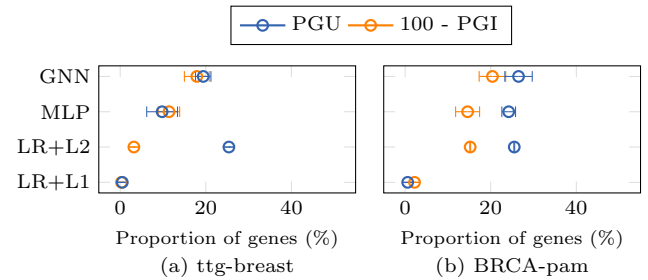 PGU 100 - PGI
GNN
MLP
LR+L2
LR+L1
0 20 40 0 20 40
Proportion of genes (%) Proportion of genes (%)
(a) ttg-breast (b) BRCA-pam